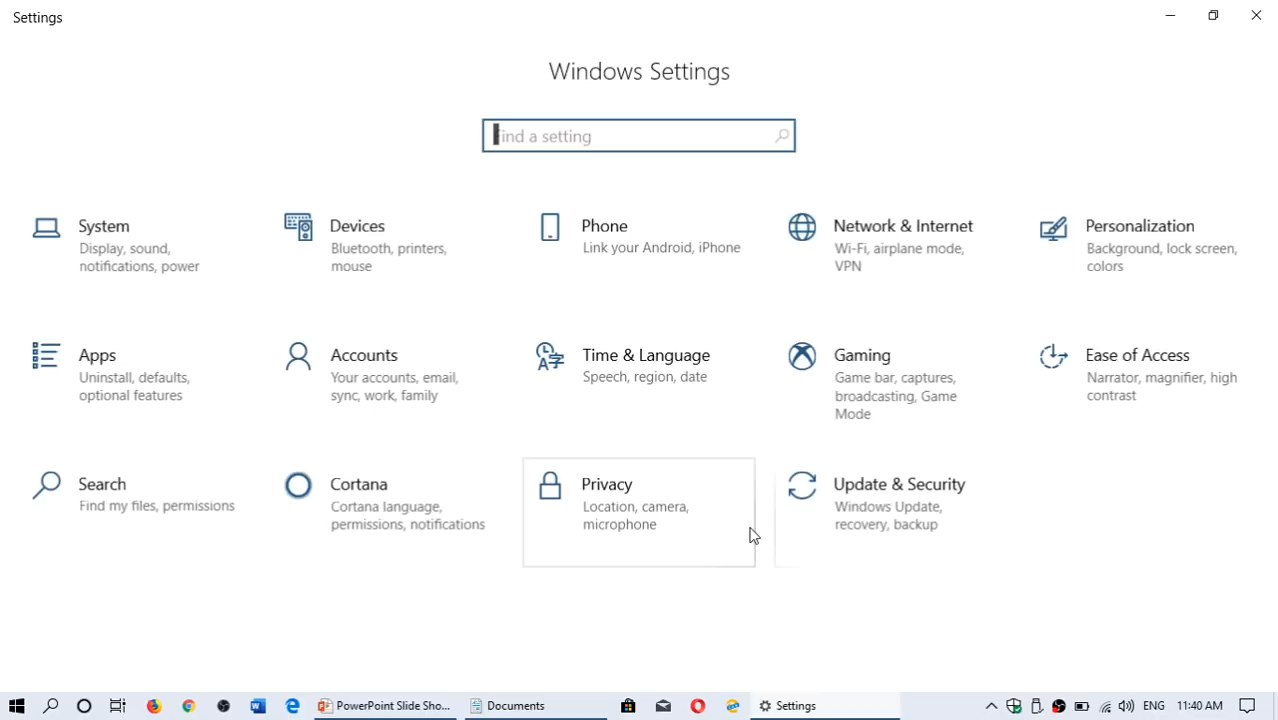 Settings
Windows Settings
Find a setting
System
Display, sound,
notifications, power
Devices
Bluetooth, printers,
mouse
Phone
Link your Android, iPhone
Network & Internet
Wi-Fi, airplane mode,
VPN
Personalization
Background, lock screen,
colors
Apps
Uninstall, defaults,
optional features
Accounts
Your accounts, email,
sync, work, family
Time & Language
Speech, region, date
Gaming
Game bar, captures,
broadcasting, Game
Mode
Ease of Access
Narrator, magnifier, high
contrast
Search
Find my files, permissions
Cortana
Cortana language,
permissions, notifications
Privacy
Location, camera,
microphone
Update & Security
Windows Update,
recovery, backup
PowerPoint Slide Sho...
Documents
Settings
ENG
11:40 AM